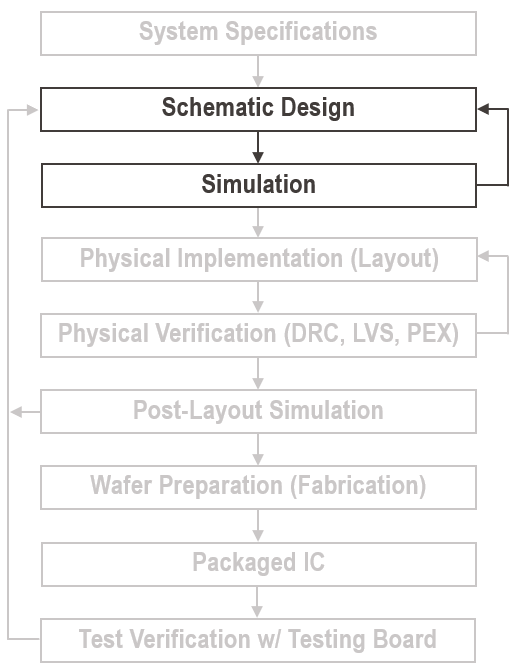 System Specifications
Schematic Design
Simulation
Physical Implementation (Layout)
Physical Verification (DRC, LVS, PEX)
Post-Layout Simulation
Wafer Preparation (Fabrication)
Packaged IC
Test Verification w/ Testing Board